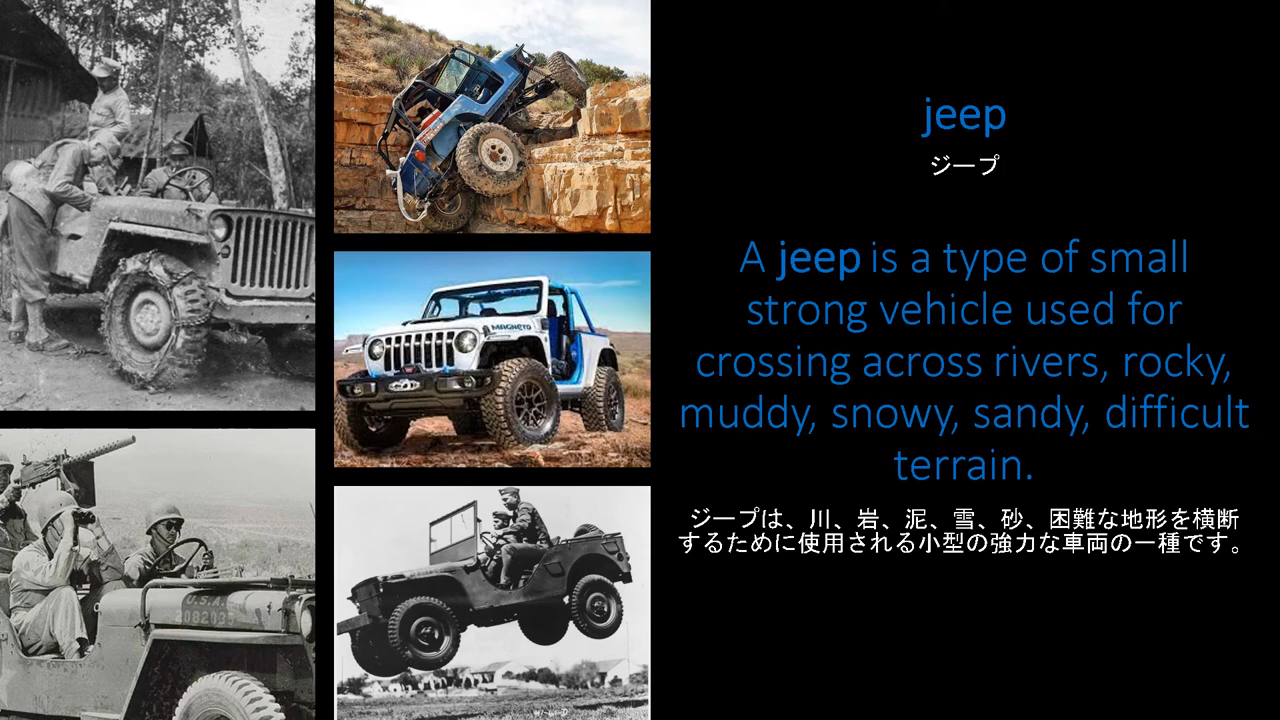 jeep
ジープ
A jeep is a type of small
strong vehicle used for
crossing across rivers, rocky,
muddy, snowy, sandy, difficult
terrain.
ジープは、川、岩、泥、雪、砂、困難な地形を横断
するために使用される小型の強力な車両の一種です。
MAGNETO
U.S.A.